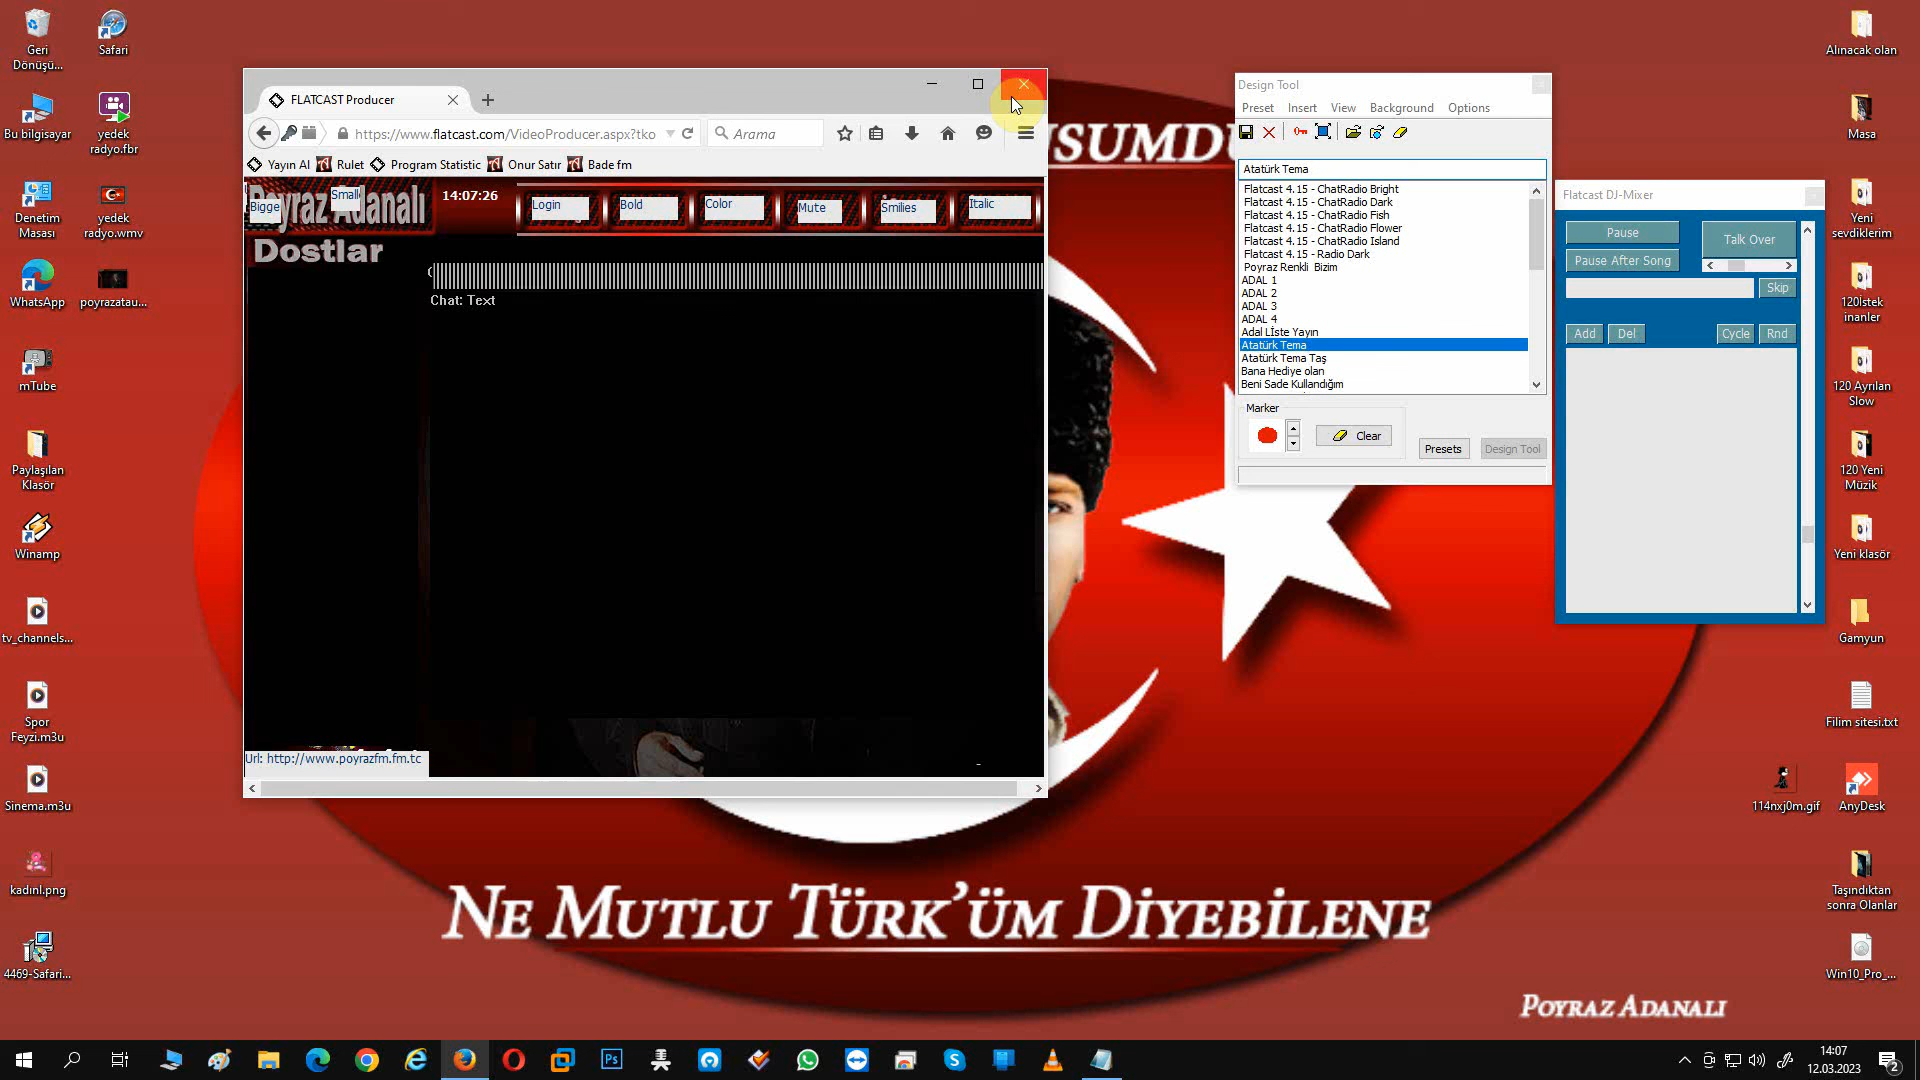 Geri
Dönüşü...
Safari
Bu bilgisayar
yedek
radyo.fbr
Denetim
Masası
yedek
radyo.wmv
WhatsApp
poyrazatau...
mTube
Paylaşılan
Klasör
Winamp
tv_channels...
Spor
Feyzi.m3u
Sinema.m3u
kadınl.png
4469-Safari...
FLATCAST Producer
https://www.flatcast.com/VideoProducer.aspx?tko
Arama
Yayın Al
Rulet
Program Statistic
Onur Satır
Bade fm
Poyraz Adanalı
Bigge
Small
14:07:26
Login
Bold
Color
Mute
Smilies
Italic
Dostlar
Chat: Text
Url: http://www.poyrazfm.fm.tc
SUMDU
Design Tool
Preset Insert View Background Options
Atatürk Tema
Flatcast 4.15 - ChatRadio Bright
Flatcast 4.15 - ChatRadio Dark
Flatcast 4.15 - ChatRadio Fish
Flatcast 4.15 - ChatRadio Flower
Flatcast 4.15 - ChatRadio Island
Flatcast 4.15 - Radio Dark
Poyraz Renkli Bizim
ADAL 1
ADAL 2
ADAL 3
ADAL 4
Adal Lİste Yayın
Atatürk Tema
Atatürk Tema Taş
Bana Hediye olan
Beni Sade Kullandığım
Marker
Clear
Presets
Design Tool
Flatcast DJ-Mixer
Pause
Talk Over
Pause After Song
Skip
Add
Del
Cycle
Rnd
Alınacak olan
Masa
Yeni
sevdiklerim
120İstek
inanler
120 Ayrılan
Slow
120 Yeni
Müzik
Yeni klasör
Gamyun
Filim sitesi.txt
114nxj0m.gif
AnyDesk
Taşındıktan
sonra Olanlar
Win10_Pro_...
Ne Mutlu Türk'üm Diyebilene
Poyraz Adanalı
14:07
12.03.2023
2